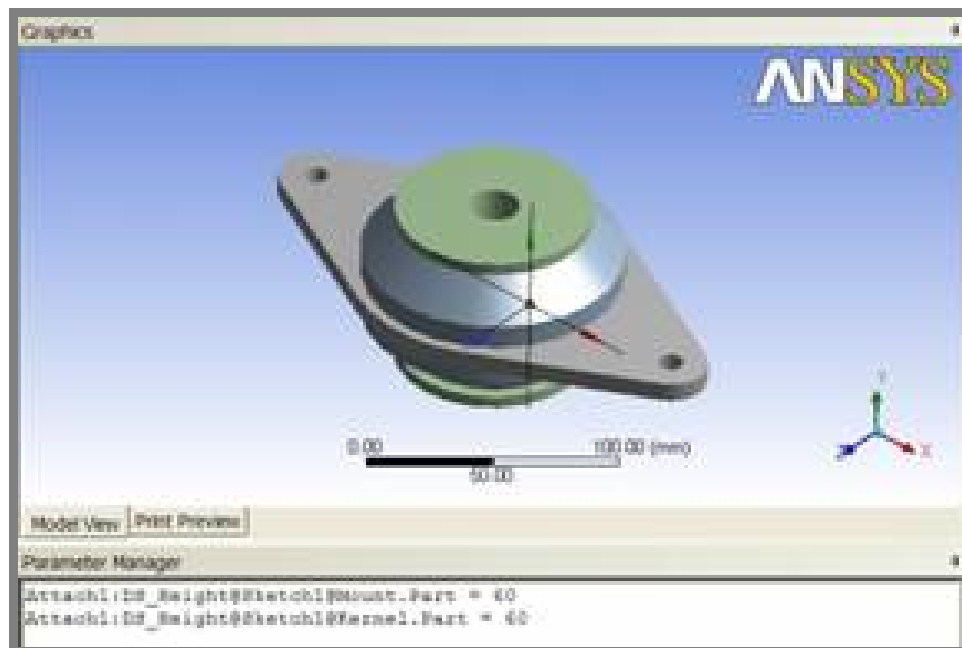 Graphics
ANSYS
0.00 100.00 (mm)
50.00
Y
Z X
Model View Print Preview
Parameter Manager
Attach1:DS_Height@Sketch1@Mount.Part = 60
Attach1:DS_Height@Sketch1@Kernel.Part = 60